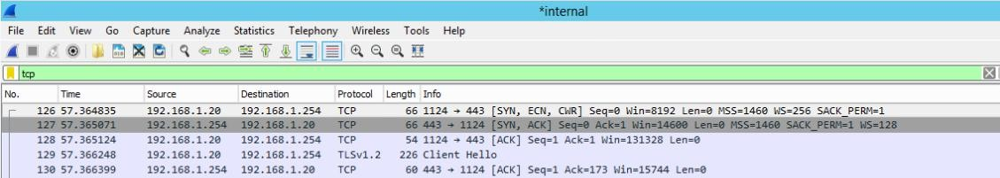 *internal
File Edit View Go Capture Analyze Statistics Telephony Wireless Tools Help
tcp
No. Time Source Destination Protocol Length Info
126 57.364835 192.168.1.20 192.168.1.254 TCP 66 1124 → 443 [SYN, ECN, CWR] Seq=0 Win=8192 Len=0 MSS=1460 WS=256 SACK_PERM=1
127 57.365071 192.168.1.254 192.168.1.20 TCP 66 443 → 1124 [SYN, ACK] Seq=0 Ack=1 Win=14600 Len=0 MSS=1460 SACK_PERM=1 WS=128
128 57.365124 192.168.1.20 192.168.1.254 TCP 54 1124 → 443 [ACK] Seq=1 Ack=1 Win=131328 Len=0
129 57.366248 192.168.1.20 192.168.1.254 TLSv1.2 226 Client Hello
130 57.366399 192.168.1.254 192.168.1.20 TCP 60 443 → 1124 [ACK] Seq=1 Ack=173 Win=15744 Len=0